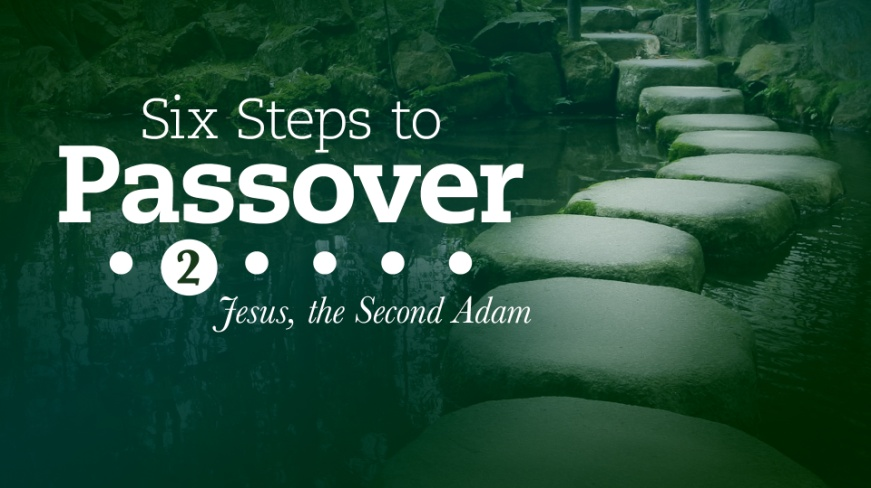 Six Steps to
Passover
2
Jesus, the Second Adam